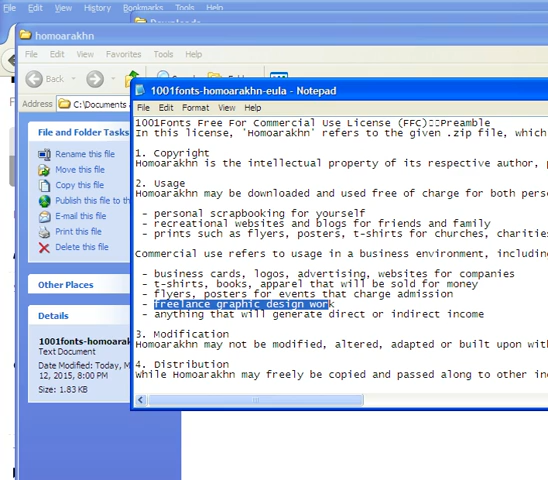 File Edit View History Bookmarks Tools Help
Downloads
homoarakhn
File Edit View Favorites Tools Help
Back
Address C:\Documents
File and Folder Tasks
Rename this file
Move this file
Copy this file
Publish this file to th
E-mail this file
Print this file
Delete this file
Other Places
Details
1001fonts-homoarakh
Text Document
Date Modified: Today, M
12, 2015, 8:00 PM
Size: 1.83 KB
1001fonts-homoarakhn-eula - Notepad
File Edit Format View Help
1001Fonts Free For Commercial Use License (FFC)::Preamble
In this license, 'Homoarakhn' refers to the given .zip file, which
1. Copyright
Homoarakhn is the intellectual property of its respective author, p
2. Usage
Homoarakhn may be downloaded and used free of charge for both pers
- personal scrapbooking for yourself
- recreational websites and blogs for friends and family
- prints such as flyers, posters, t-shirts for churches, charities
Commercial use refers to usage in a business environment, including
- business cards, logos, advertising, websites for companies
- t-shirts, books, apparel that will be sold for money
- flyers, posters for events that charge admission
- freelance graphic design work
- anything that will generate direct or indirect income
3. Modification
Homoarakhn may not be modified, altered, adapted or built upon with
4. Distribution
While Homoarakhn may freely be copied and passed along to other in